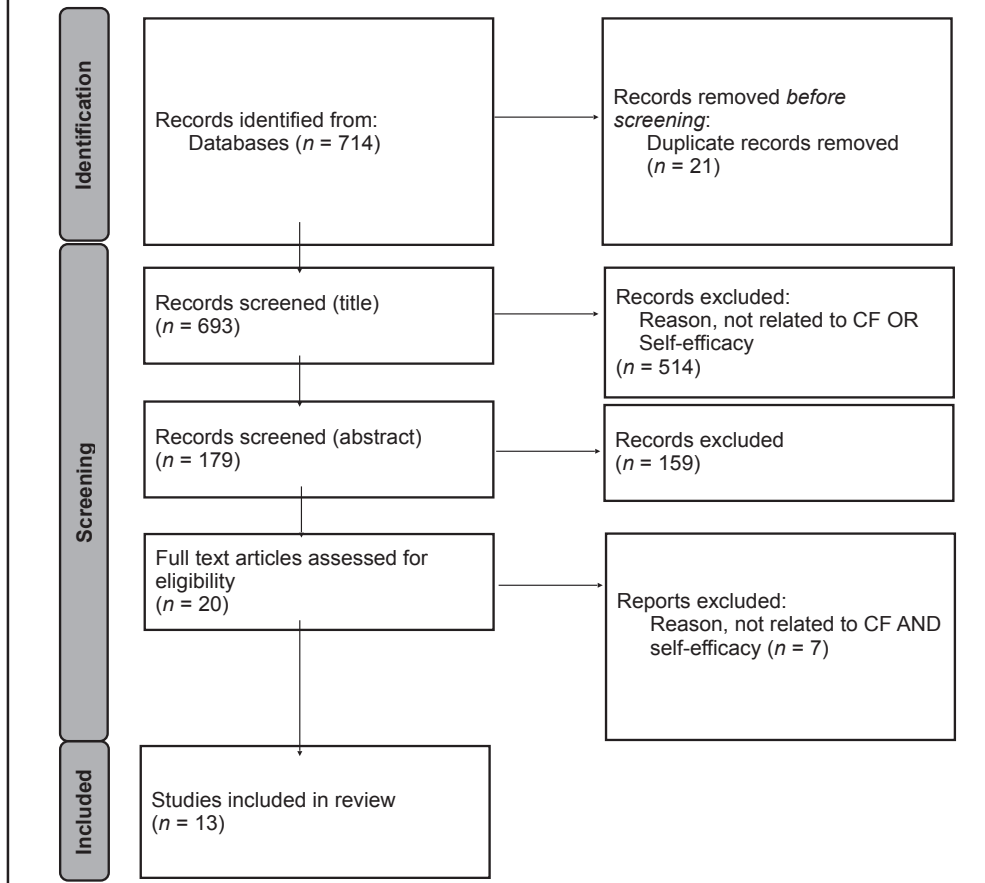 Identification
Records identified from:
Databases (n = 714)
Records removed before
screening:
Duplicate records removed
(n = 21)
Screening
Records screened (title)
(n = 693)
Records excluded:
Reason, not related to CF OR
Self-efficacy
(n = 514)
Records screened (abstract)
(n = 179)
Records excluded
(n = 159)
Full text articles assessed for
eligibility
(n = 20)
Reports excluded:
Reason, not related to CF AND
self-efficacy (n = 7)
Included
Studies included in review
(n = 13)